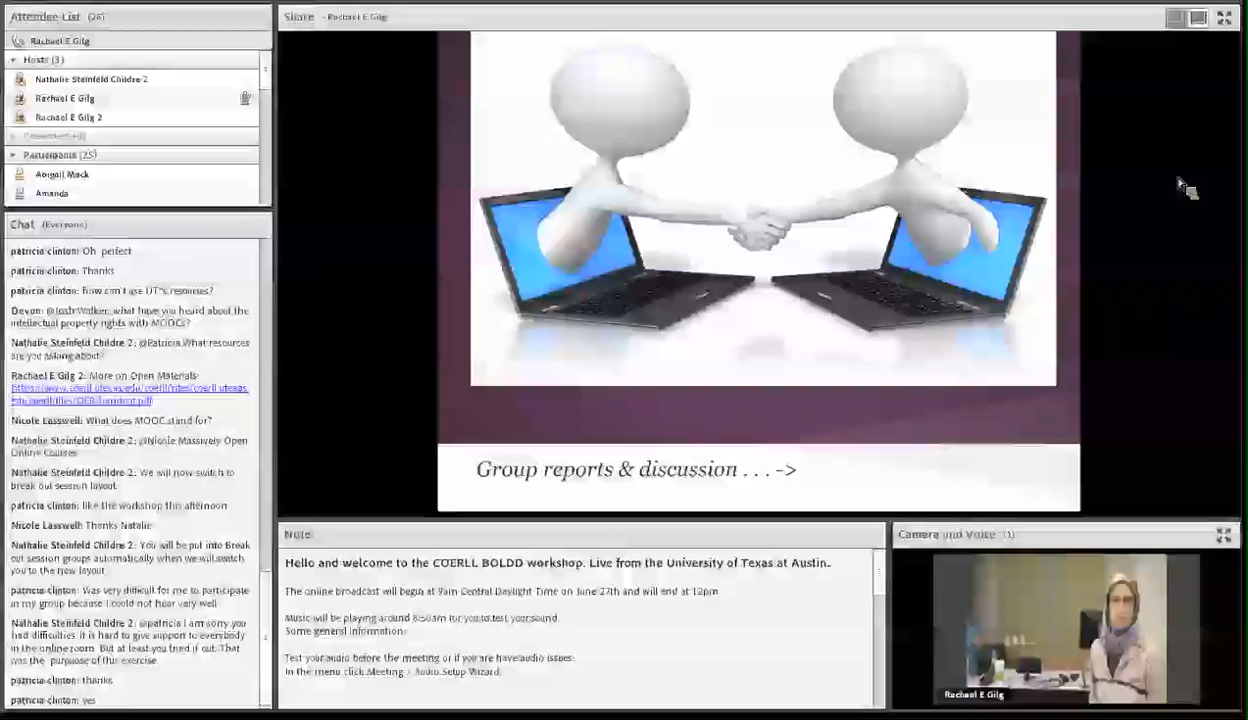 Attendee List (28)
Rachael E Gilg
Hosts (3)
Nathalie Steinfeld Childre 2
Rachael E Gilg
Rachael E Gilg 2
Participants (25)
Abigail Mack
Amanda
Chat (Everyone)
patricia clinton: Oh perfect
patricia clinton: Thanks
patricia clinton: how can I use UT's resourses?
Devon: @Josh Walker: what have you heard about the
intellectual property rights with MOOCs?
Nathalie Steinfeld Childre 2: @Patricia What resources
are you asking about?
Rachael E Gilg 2: More on Open Materials
Nicole Lasswell: What does MOOC stand for?
Nathalie Steinfeld Childre 2: @Nicole Massively Open
Online Courses
Nathalie Steinfeld Childre 2: We will now switch to
break out session layout.
patricia clinton: like the workshop this afternoon
Nicole Lasswell: Thanks Natalie
Nathalie Steinfeld Childre 2: You will be put into Break
out session groups automatically when we will switch
you to the new layout
patricia clinton: Was very difficult for me to participate
in my group because I could not hear very well
Nathalie Steinfeld Childre 2: @patricia I am sorry you
had difficulties it is hard to give support to everybody
in the online room. But at least you tried it out. That
was the purpose of this exercise.
patricia clinton: thanks
patricia clinton: yes
Share - Rachael E Gilg
Group reports & discussion . . . ->
Note
Hello and welcome to the COERLL BOLDD workshop. Live from the University of Texas at Austin.
The online broadcast will begin at 9am Central Daylight Time on June 27th and will end at 12pm
Music will be playing around 8:50am for you to test your sound.
Some general information:
Test your audio before the meeting or if you are have audio issues:
In the menu click Meeting > Audio Setup Wizard.
Camera and Voice (1)
Rachael E Gilg